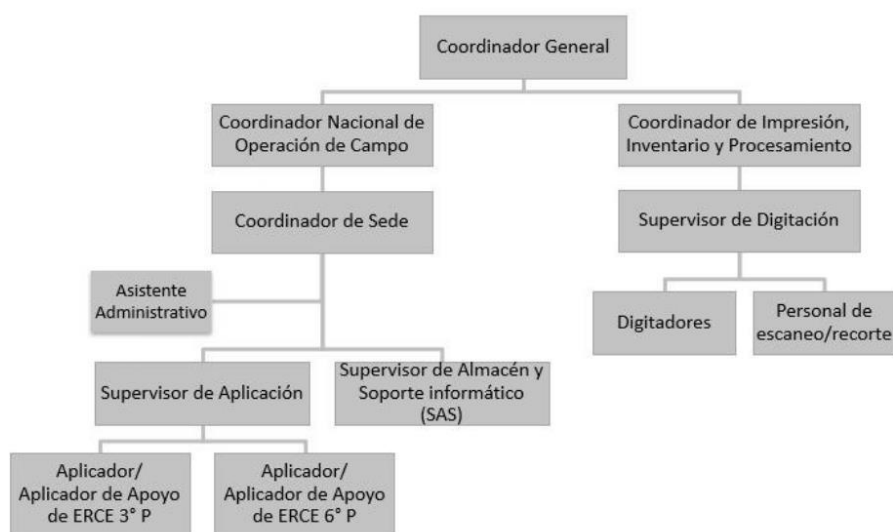 Coordinador General
Coordinador Nacional de
Operación de Campo
Coordinador de Impresión,
Inventario y Procesamiento
Coordinador de Sede
Supervisor de Digitación
Asistente
Administrativo
Digitadores
Personal de
escaneo/recorte
Supervisor de Aplicación
Supervisor de Almacén y
Soporte informático
(SAS)
Aplicador/
Aplicador de Apoyo
de ERCE 3° P
Aplicador/
Aplicador de Apoyo
de ERCE 6° P